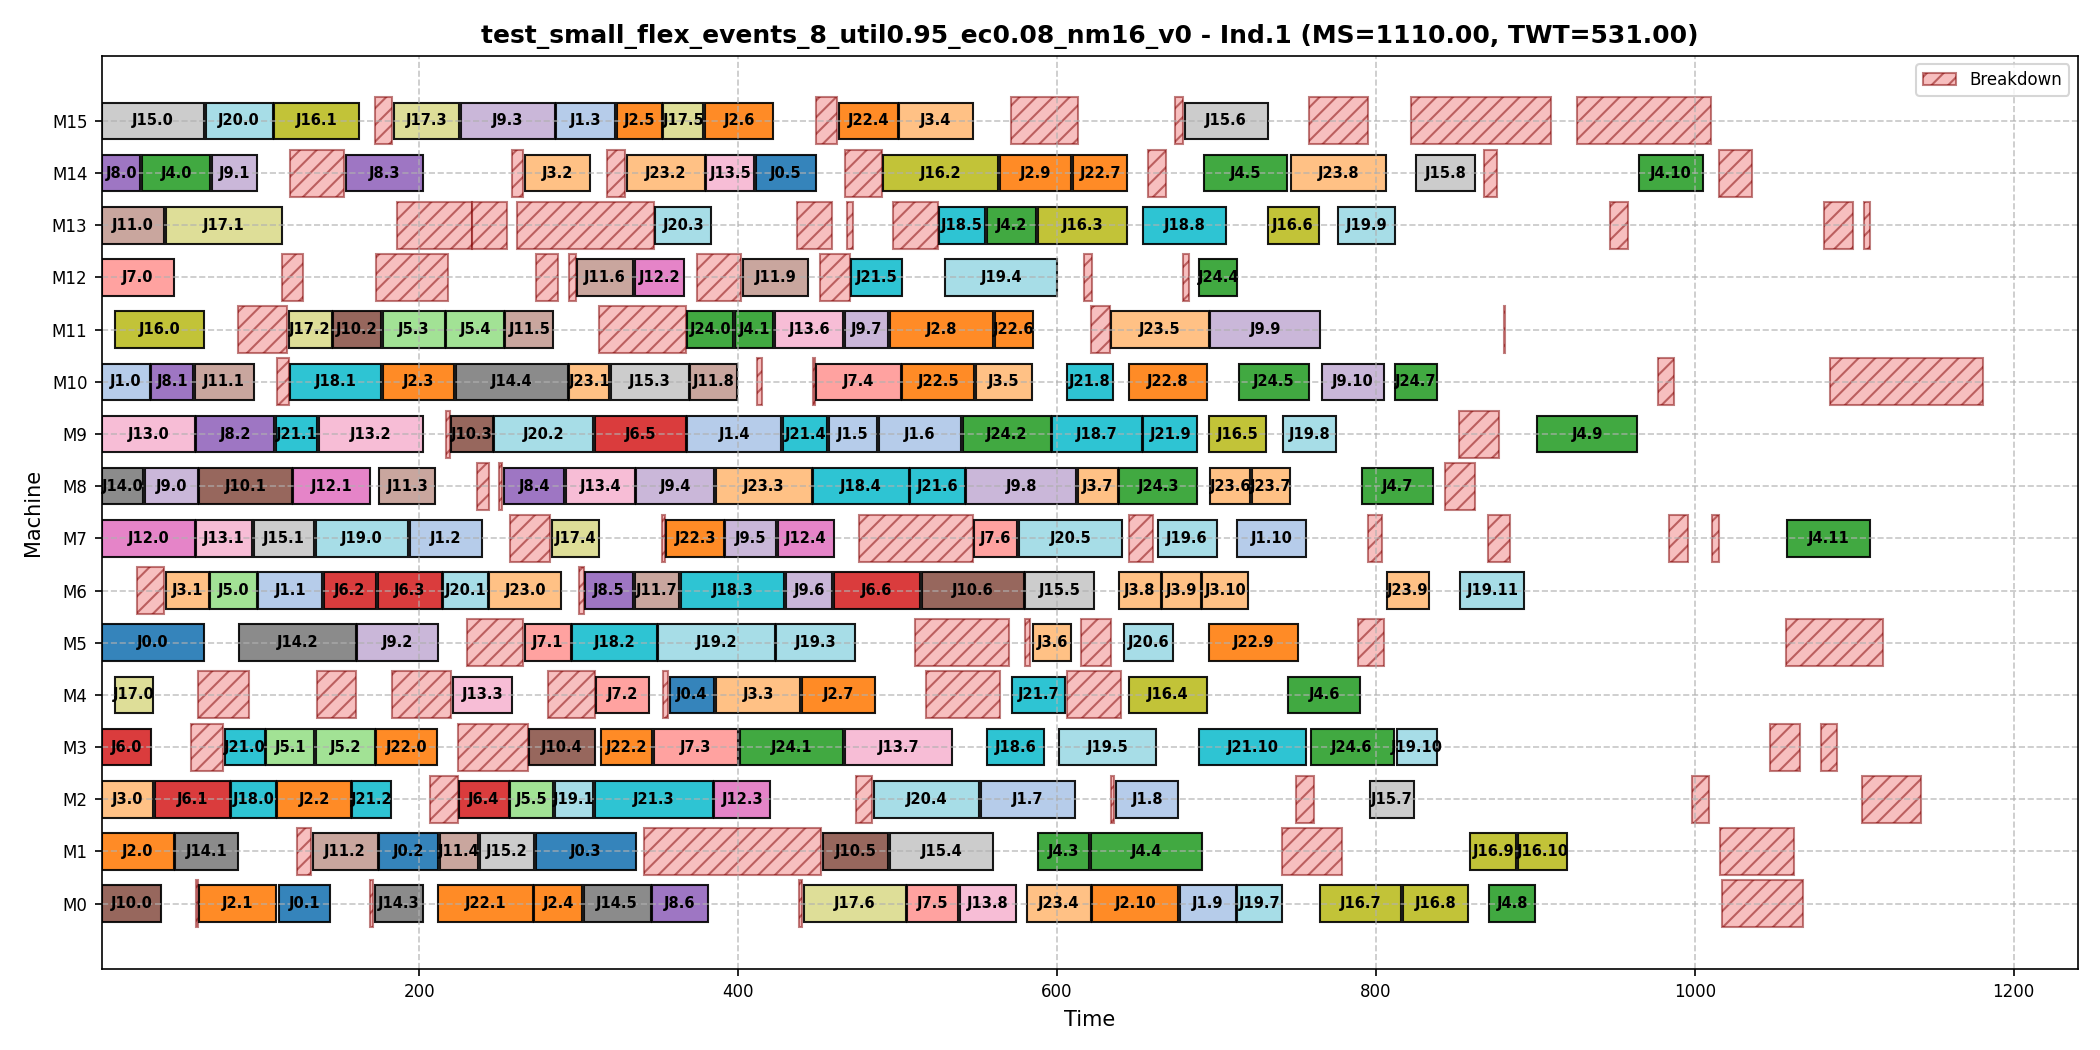 test_small_flex_events_8_util0.95_ec0.08_nm16_v0 - Ind.1 (MS=1110.00, TWT=531.00)
Breakdown
M15 J15.0 J20.0 J16.1 J17.3 J9.3 J1.3 J2.5 J17.5 J2.6 J22.4 J3.4 J15.6
M14 J8.0 J4.0 J9.1 J8.3 J3.2 J23.2 J13.5 J0.5 J16.2 J2.9 J22.7 J4.5 J23.8 J15.8 J4.10
M13 J11.0 J17.1 J20.3 J18.5 J4.2 J16.3 J18.8 J16.6 J19.9
M12 J7.0 J11.6 J12.2 J11.9 J21.5 J19.4 J24.4
M11 J16.0 J17.2 J10.2 J5.3 J5.4 J11.5 J24.0 J4.1 J13.6 J9.7 J2.8 J22.6 J23.5 J9.9
M10 J1.0 J8.1 J11.1 J18.1 J2.3 J14.4 J23.1 J15.3 J11.8 J7.4 J22.5 J3.5 J21.8 J22.8 J24.5 J9.10 J24.7
M9 J13.0 J8.2 J21.1 J13.2 J10.3 J20.2 J6.5 J1.4 J21.4 J1.5 J1.6 J24.2 J18.7 J21.9 J16.5 J19.8 J4.9
M8 J14.0 J9.0 J10.1 J12.1 J11.3 J8.4 J13.4 J9.4 J23.3 J18.4 J21.6 J9.8 J3.7 J24.3 J23.6 J23.7 J4.7
M7 J12.0 J13.1 J15.1 J19.0 J1.2 J17.4 J22.3 J9.5 J12.4 J7.6 J20.5 J19.6 J1.10 J4.11
M6 J3.1 J5.0 J1.1 J6.2 J6.3 J20.1 J23.0 J8.5 J11.7 J18.3 J9.6 J6.6 J10.6 J15.5 J3.8 J3.9 J3.10 J23.9 J19.11
M5 J0.0 J14.2 J9.2 J7.1 J18.2 J19.2 J19.3 J3.6 J20.6 J22.9
M4 J17.0 J13.3 J7.2 J0.4 J3.3 J2.7 J21.7 J16.4 J4.6
M3 J6.0 J21.0 J5.1 J5.2 J22.0 J10.4 J22.2 J7.3 J24.1 J13.7 J18.6 J19.5 J21.10 J24.6 J19.10
M2 J3.0 J6.1 J18.0 J2.2 J21.2 J6.4 J5.5 J19.1 J21.3 J12.3 J20.4 J1.7 J1.8 J15.7
M1 J2.0 J14.1 J11.2 J0.2 J11.4 J15.2 J0.3 J10.5 J15.4 J4.3 J4.4 J16.9 J16.10
M0 J10.0 J2.1 J0.1 J14.3 J22.1 J2.4 J14.5 J8.6 J17.6 J7.5 J13.8 J23.4 J2.10 J1.9 J19.7 J16.7 J16.8 J4.8
Machine
200 400 600 800 1000 1200
Time